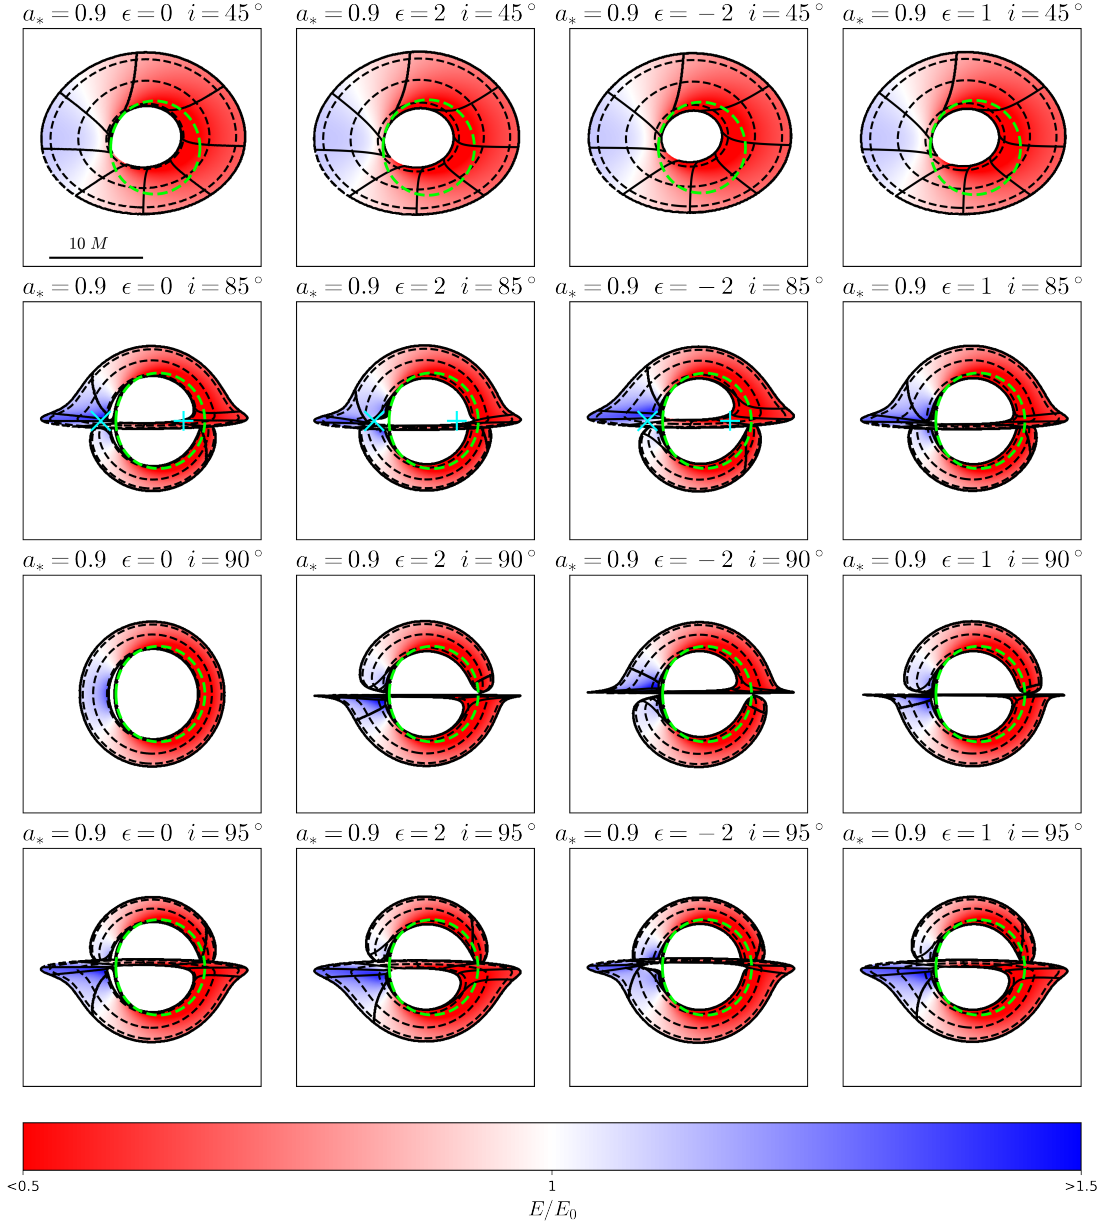 a* = 0.9 ϵ = 0 i = 45° a* = 0.9 ϵ = 2 i = 45° a* = 0.9 ϵ = −2 i = 45° a* = 0.9 ϵ = 1 i = 45°
10 M
a* = 0.9 ϵ = 0 i = 85° a* = 0.9 ϵ = 2 i = 85° a* = 0.9 ϵ = −2 i = 85° a* = 0.9 ϵ = 1 i = 85°
a* = 0.9 ϵ = 0 i = 90° a* = 0.9 ϵ = 2 i = 90° a* = 0.9 ϵ = −2 i = 90° a* = 0.9 ϵ = 1 i = 90°
a* = 0.9 ϵ = 0 i = 95° a* = 0.9 ϵ = 2 i = 95° a* = 0.9 ϵ = −2 i = 95° a* = 0.9 ϵ = 1 i = 95°
<0.5 1 >1.5
E/E₀